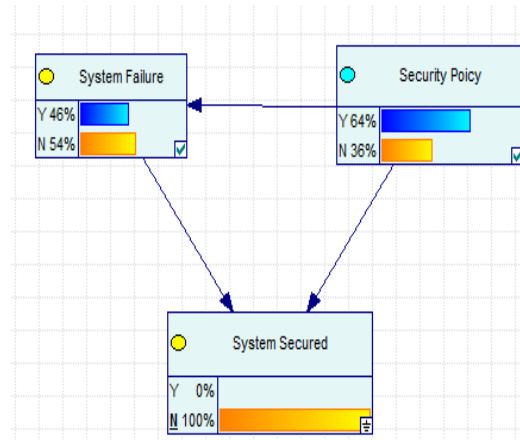 System Failure
Y 46%
N 54%
Security Poicy
Y 64%
N 36%
System Secured
Y 0%
N 100%